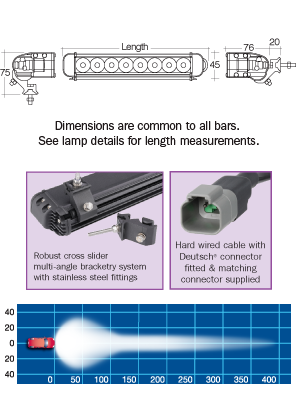 Length
20
76
75
45
Dimensions are common to all bars.
See lamp details for length measurements.
Robust cross slider
multi-angle bracketry system
with stainless steel fittings
Hard wired cable with
Deutsch® connector
fitted & matching
connector supplied
40
20
0
20
40
0 50 100 150 200 250 300 350 400